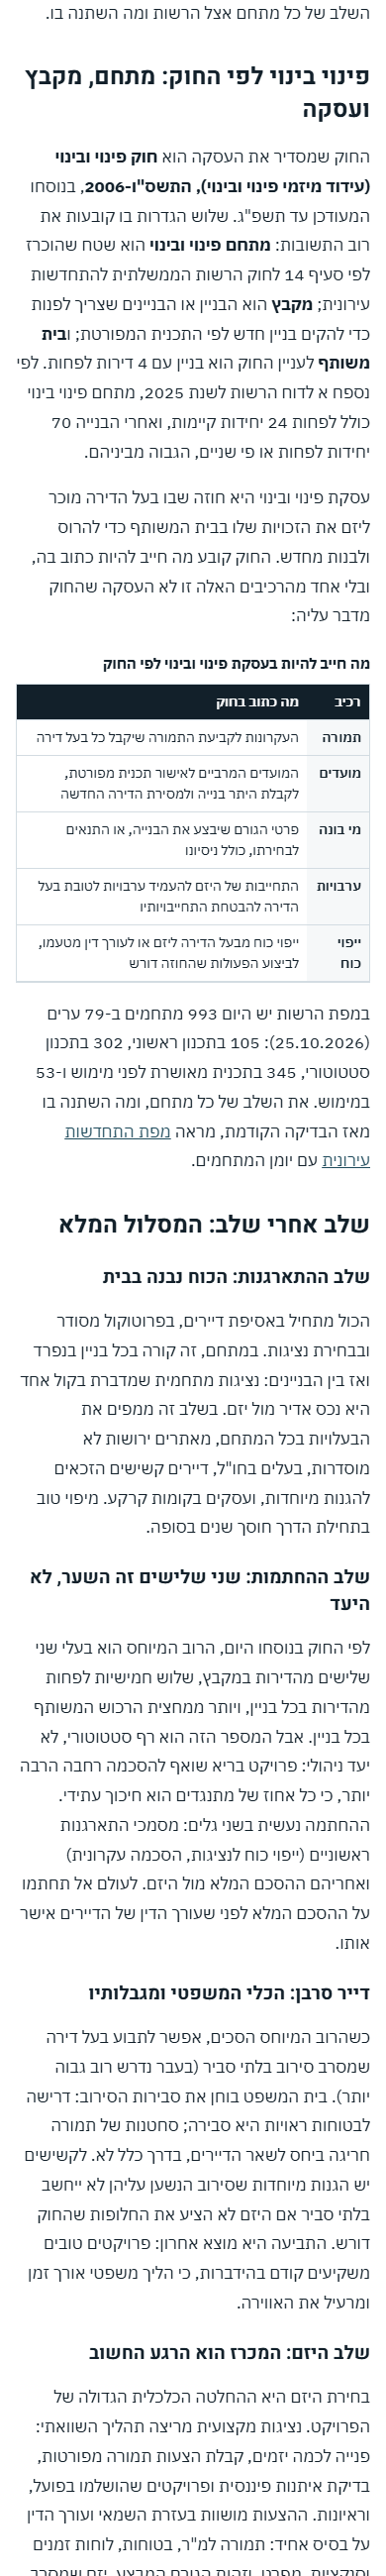 השלב של כל מתחם אצל הרשות ומה השתנה בו.
פינוי בינוי לפי החוק: מתחם, מקבץ
ועסקה
החוק שמסדיר את העסקה הוא חוק פינוי ובינוי
(עידוד מיזמי פינוי ובינוי), התשס"ו-2006, בנוסחו
המעודכן עד תשפ"ג. שלוש הגדרות בו קובעות את
רוב התשובות: מתחם פינוי ובינוי הוא שטח שהוכרז
לפי סעיף 14 לחוק הרשות הממשלתית להתחדשות
עירונית; מקבץ הוא הבניין או הבניינים שצריך לפנות
כדי להקים בניין חדש לפי התכנית המפורטת; ובית
משותף לעניין החוק הוא בניין עם 4 דירות לפחות. לפי
נספח א לדוח הרשות לשנת 2025, מתחם פינוי בינוי
כולל לפחות 24 יחידות קיימות, ואחרי הבנייה 70
יחידות לפחות או פי שניים, הגבוה מביניהם.
עסקת פינוי ובינוי היא חוזה שבו בעל הדירה מוכר
ליזם את הזכויות שלו בבית המשותף כדי להרוס
ולבנות מחדש. החוק קובע מה חייב להיות כתוב בה,
ובלי אחד מהרכיבים האלה זו לא העסקה שהחוק
מדבר עליה:
מה חייב להיות בעסקת פינוי ובינוי לפי החוק
רכיב מה כתוב בחוק
תמורה העקרונות לקביעת התמורה שיקבל כל בעל דירה
מועדים המועדים המרביים לאישור תכנית מפורטת,
לקבלת היתר בנייה ולמסירת הדירה החדשה
מי בונה פרטי הגורם שיבצע את הבנייה, או התנאים
לבחירתו, כולל ניסיונו
ערבויות התחייבות של היזם להעמיד ערבויות לטובת בעל
הדירה להבטחת התחייבויותיו
ייפוי ייפוי כוח מבעל הדירה ליזם או לעורך דין מטעמו,
כוח לביצוע הפעולות שהחוזה דורש
במפת הרשות יש היום 993 מתחמים ב-79 ערים
(25.10.2026): 105 בתכנון ראשוני, 302 בתכנון
סטטוטורי, 345 בתכנית מאושרת לפני מימוש ו-53
במימוש. את השלב של כל מתחם, ומה השתנה בו
מאז הבדיקה הקודמת, מראה מפת התחדשות
עירונית עם יומן המתחמים.
שלב אחרי שלב: המסלול המלא
שלב ההתארגנות: הכוח נבנה בבית
הכול מתחיל באסיפת דיירים, בפרוטוקול מסודר
ובבחירת נציגות. במתחם, זה קורה בכל בניין בנפרד
ואז בין הבניינים: נציגות מתחמית שמדברת בקול אחד
היא נכס אדיר מול יזם. בשלב זה ממפים את
הבעלויות בכל המתחם, מאתרים ירושות לא
מוסדרות, בעלים בחו"ל, דיירים קשישים הזכאים
להגנות מיוחדות, ועסקים בקומות קרקע. מיפוי טוב
בתחילת הדרך חוסך שנים בסופה.
שלב ההחתמות: שני שלישים זה השער, לא
היעד
לפי החוק בנוסחו היום, הרוב המיוחס הוא בעלי שני
שלישים מהדירות במקבץ, שלוש חמישיות לפחות
מהדירות בכל בניין, ויותר ממחצית הרכוש המשותף
בכל בניין. אבל המספר הזה הוא רף סטטוטורי, לא
יעד ניהולי: פרויקט בריא שואף להסכמה רחבה הרבה
יותר, כי כל אחוז של מתנגדים הוא חיכוך עתידי.
ההחתמה נעשית בשני גלים: מסמכי התארגנות
ראשוניים (ייפוי כוח לנציגות, הסכמה עקרונית)
ואחריהם ההסכם המלא מול היזם. לעולם אל תחתמו
על ההסכם המלא לפני שעורך הדין של הדיירים אישר
אותו.
דייר סרבן: הכלי המשפטי ומגבלותיו
כשהרוב המיוחס הסכים, אפשר לתבוע בעל דירה
שמסרב סירוב בלתי סביר (בעבר נדרש רוב גבוה
יותר). בית המשפט בוחן את סבירות הסירוב: דרישה
לבטוחות ראויות היא סבירה; סחטנות של תמורה
חריגה ביחס לשאר הדיירים, בדרך כלל לא. לקשישים
יש הגנות מיוחדות שסירוב הנשען עליהן לא ייחשב
בלתי סביר אם היזם לא הציע את החלופות שהחוק
דורש. התביעה היא מוצא אחרון: פרויקטים טובים
משקיעים קודם בהידברות, כי הליך משפטי אורך זמן
ומרעיל את האווירה.
שלב היזם: המכרז הוא הרגע החשוב
בחירת היזם היא ההחלטה הכלכלית הגדולה של
הפרויקט. נציגות מקצועית מריצה תהליך השוואתי:
פנייה לכמה יזמים, קבלת הצעות תמורה מפורטות,
בדיקת איתנות פיננסית ופרויקטים שהושלמו בפועל,
וראיונות. ההצעות מושוות בעזרת השמאי ועורך הדין
על בסיס אחיד: תמורה למ"ר, בטוחות, לוחות זמנים